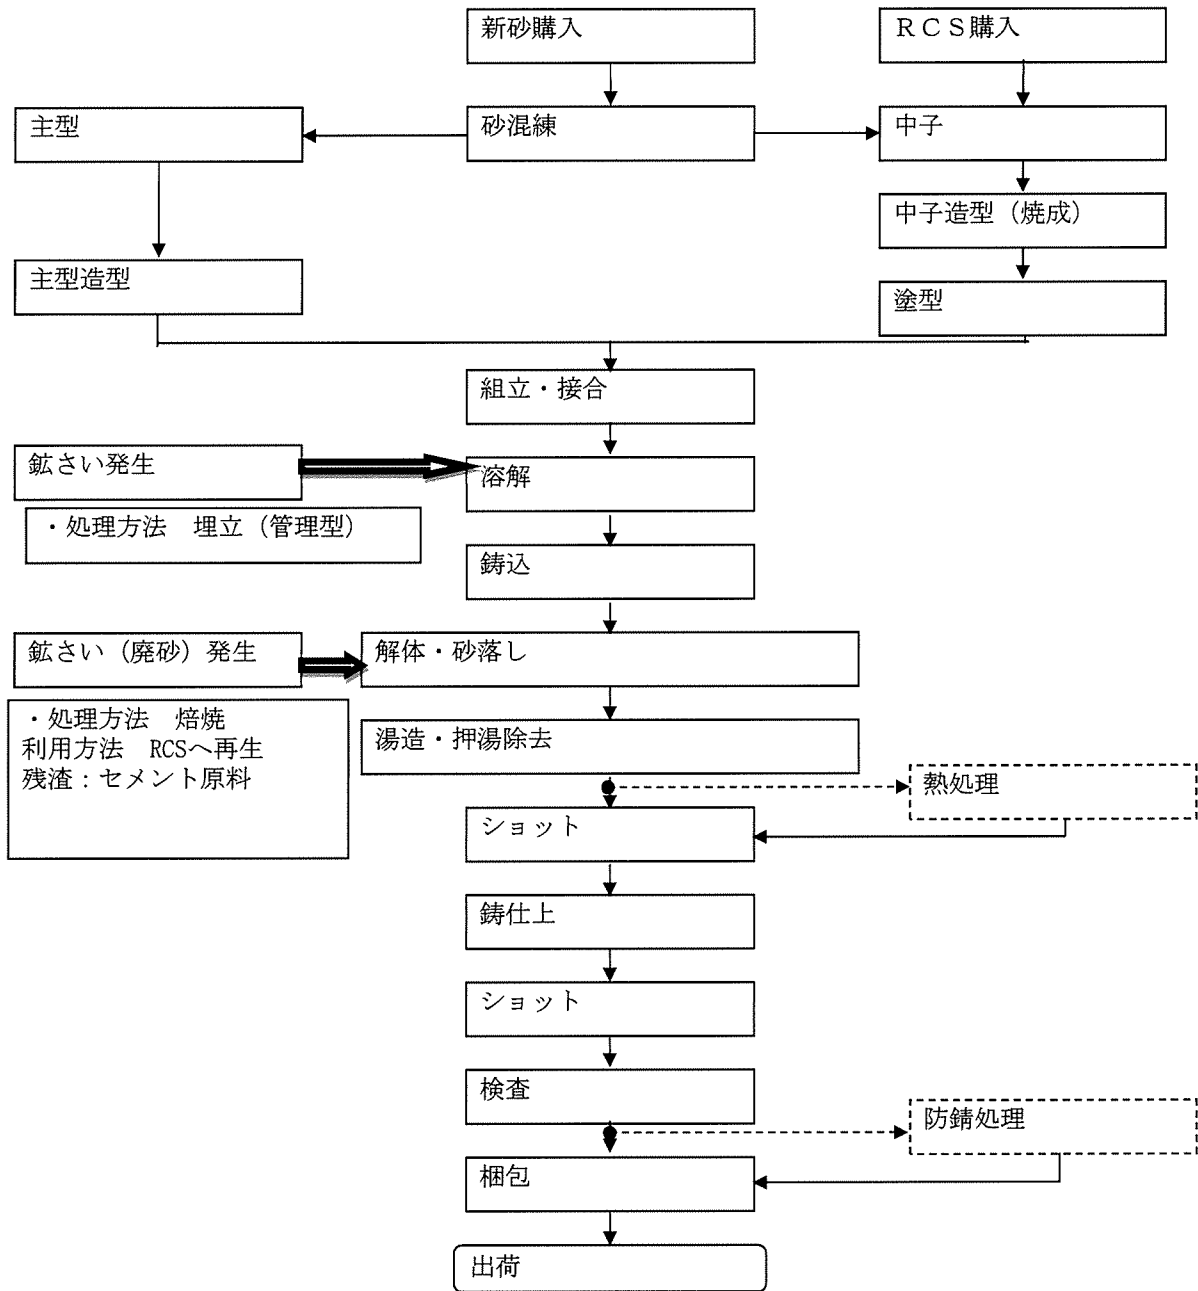 新砂購入
ＲＣＳ購入
主型
砂混練
中子
中子造型（焼成）
主型造型
塗型
組立・接合
鉱さい発生
溶解
・処理方法　埋立（管理型）
鋳込
鉱さい（廃砂）発生
解体・砂落し
・処理方法　焙焼
利用方法　RCSへ再生
残渣：セメント原料
湯造・押湯除去
熱処理
ショット
鋳仕上
ショット
検査
防錆処理
梱包
出荷